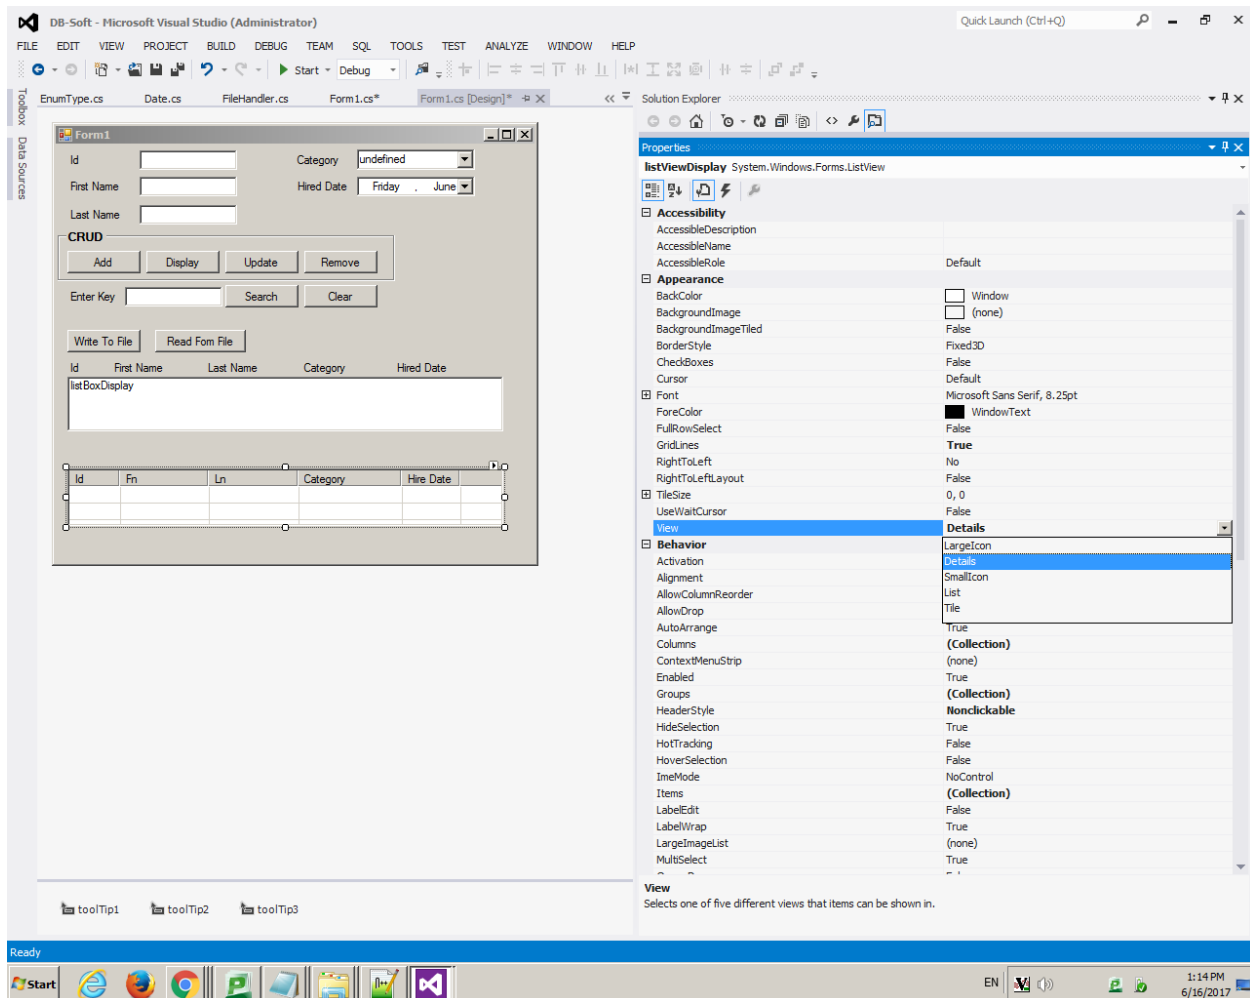 DB-Soft - Microsoft Visual Studio (Administrator)
Quick Launch (Ctrl+Q)
FILE EDIT VIEW PROJECT BUILD DEBUG TEAM SQL TOOLS TEST ANALYZE WINDOW HELP
Start Debug
Toolbox
Data Sources
EnumType.cs Date.cs FileHandler.cs Form1.cs* Form1.cs [Design]*
Form1
Id Category undefined
First Name Hired Date Friday , June
Last Name
CRUD
Add Display Update Remove
Enter Key Search Clear
Write To File Read Fom File
Id First Name Last Name Category Hired Date
listBoxDisplay
Id Fn Ln Category Hire Date
toolTip1 toolTip2 toolTip3
Solution Explorer
Properties
listViewDisplay System.Windows.Forms.ListView
Accessibility
AccessibleDescription
AccessibleName
AccessibleRole Default
Appearance
BackColor Window
BackgroundImage (none)
BackgroundImageTiled False
BorderStyle Fixed3D
CheckBoxes False
Cursor Default
Font Microsoft Sans Serif, 8.25pt
ForeColor WindowText
FullRowSelect False
GridLines True
RightToLeft No
RightToLeftLayout False
TileSize 0, 0
UseWaitCursor False
View Details
Behavior LargeIcon
Activation Details
Alignment SmallIcon
AllowColumnReorder List
AllowDrop Tile
AutoArrange True
Columns (Collection)
ContextMenuStrip (none)
Enabled True
Groups (Collection)
HeaderStyle Nonclickable
HideSelection True
HotTracking False
HoverSelection False
ImeMode NoControl
Items (Collection)
LabelEdit False
LabelWrap True
LargeImageList (none)
MultiSelect True
View
Selects one of five different views that items can be shown in.
Ready
Start
EN
1:14 PM
6/16/2017